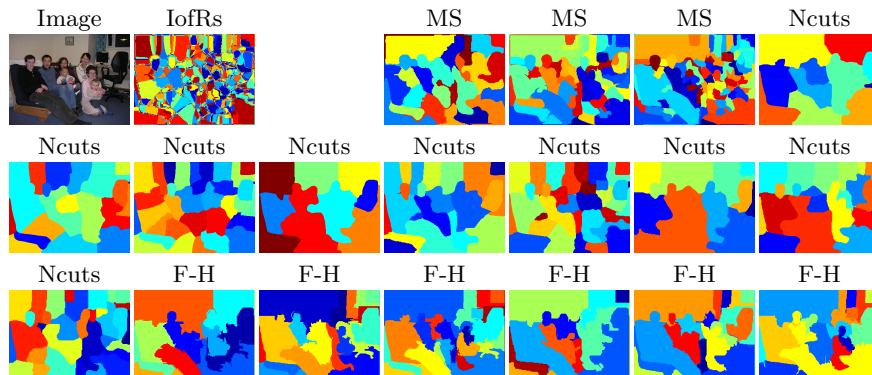 Image IofRs MS MS MS Ncuts
Ncuts Ncuts Ncuts Ncuts Ncuts Ncuts Ncuts
Ncuts F-H F-H F-H F-H F-H F-H